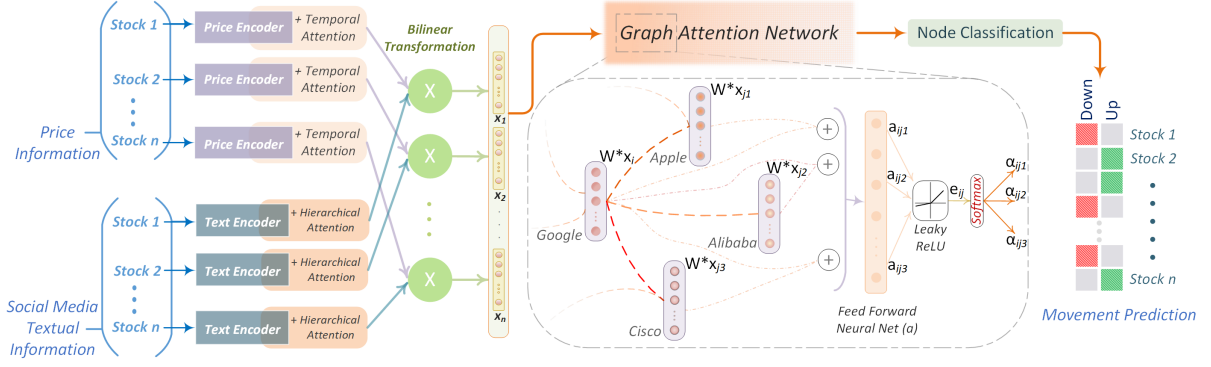 Price
Information
Stock 1
Stock 2
Stock n
Price Encoder
+ Temporal
Attention
Price Encoder
+ Temporal
Attention
Price Encoder
+ Temporal
Attention
Social Media
Textual
Information
Stock 1
Stock 2
Stock n
Text Encoder
+ Hierarchical
Attention
Text Encoder
+ Hierarchical
Attention
Text Encoder
+ Hierarchical
Attention
Bilinear
Transformation
X
X
X
x1
x2
xn
Graph Attention Network
Node Classification
W*xi
Google
W*xj1
Apple
W*xj2
Alibaba
W*xj3
Cisco
+
+
+
aij1
aij2
aij3
Feed Forward
Neural Net (a)
Leaky
ReLU
eij
Softmax
αij1
αij2
αij3
Down
Up
Stock 1
Stock 2
Stock n
Movement Prediction